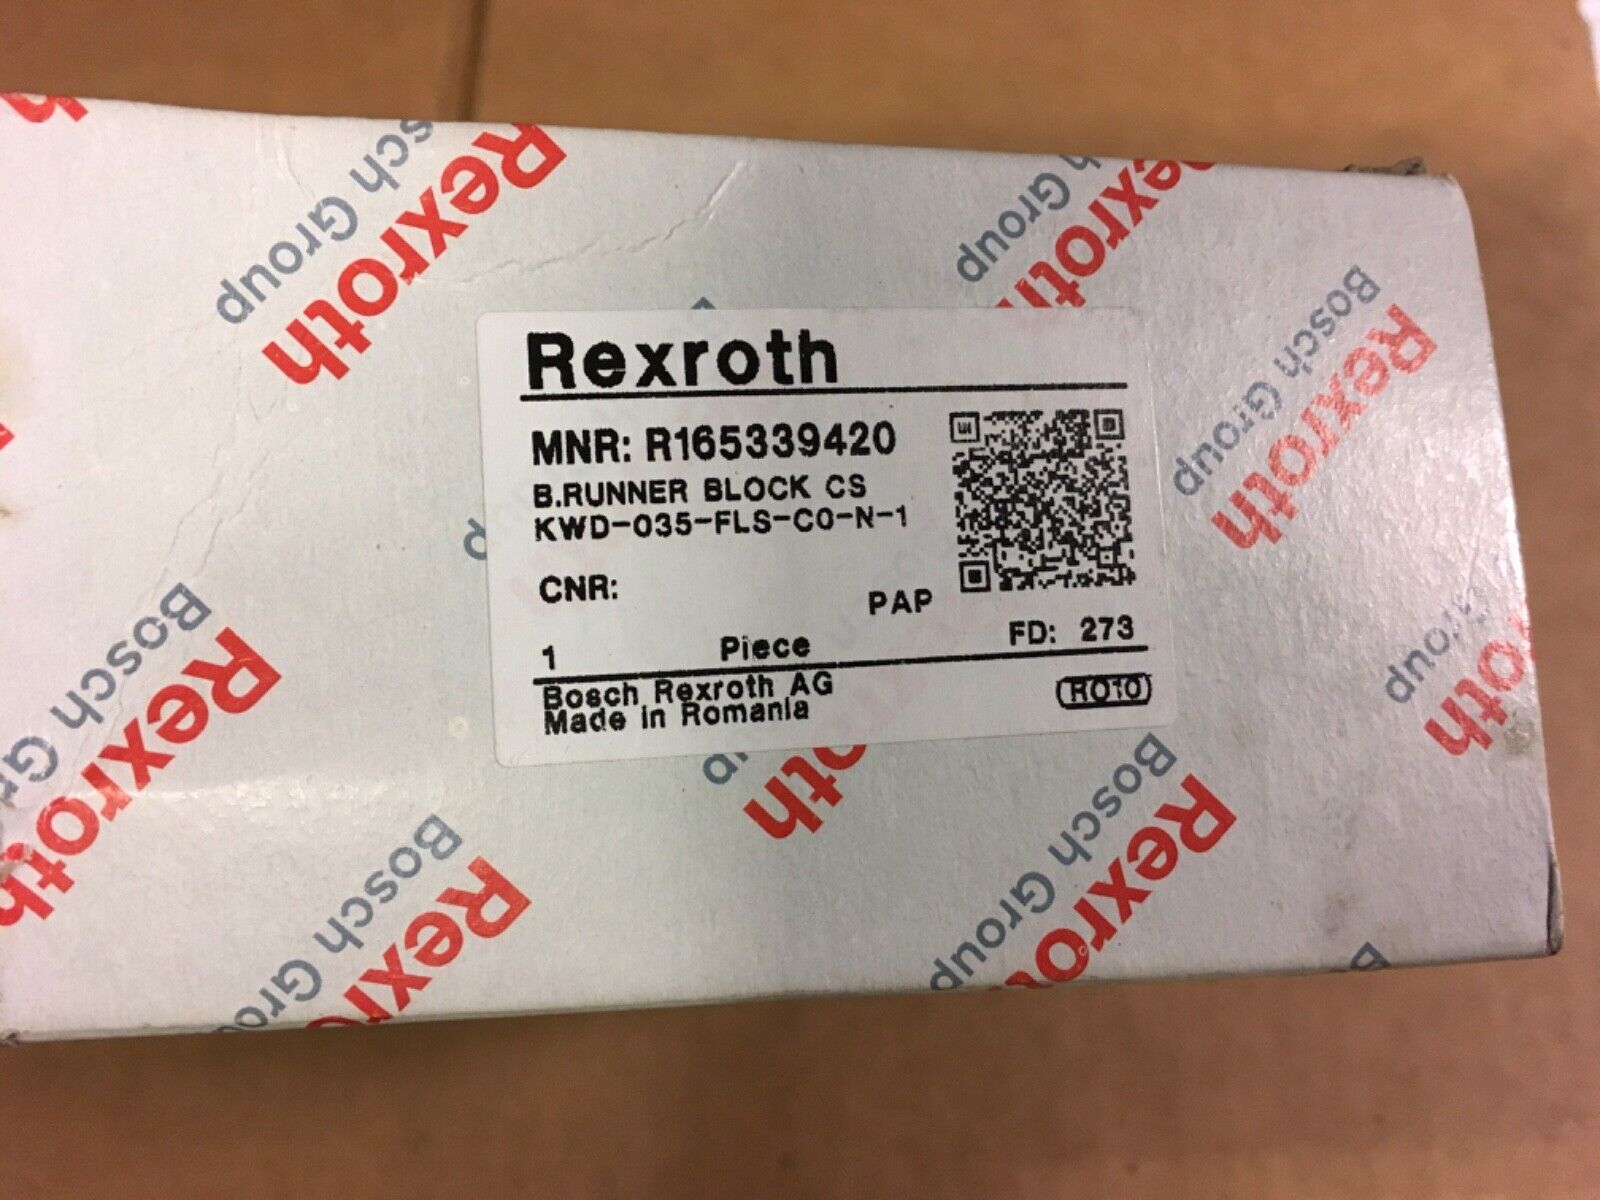 Rexroth
MNR: R165339420
B.RUNNER BLOCK CS
KWD-035-FLS-C0-N-1
CNR:
PAP
1 Piece FD: 273
Bosch Rexroth AG
Made in Romania
RO10
Bosch Group
Rexroth
Bosch Group
Rexroth
Bosch Group
Rexroth
Bosch Group
Rexroth
Bosch Group
Rexroth
Bosch Group
Rexroth